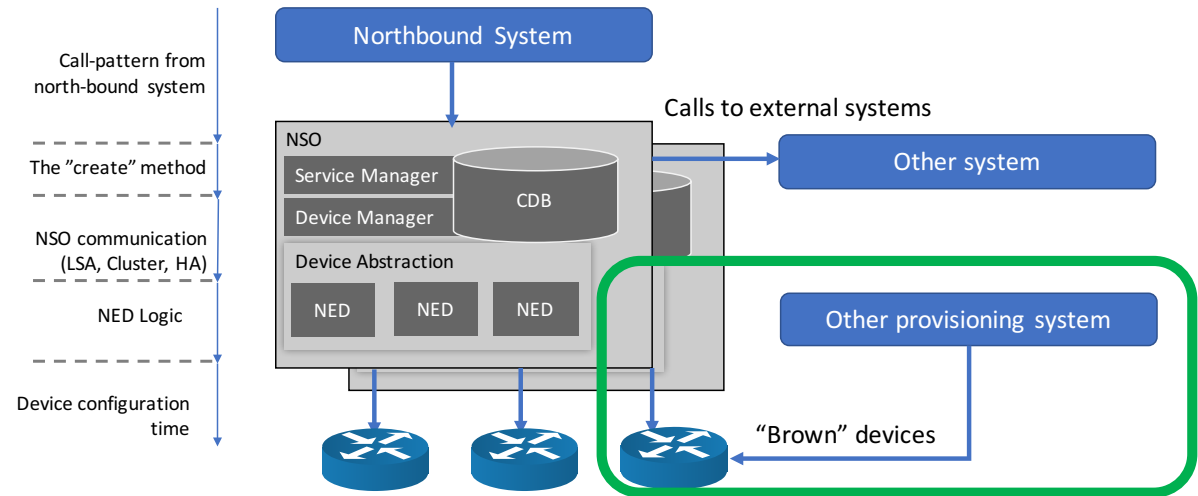 Northbound System
Call-pattern from
north-bound system
Calls to external systems
NSO
The ”create” method
Service Manager
Other system
CDB
Device Manager
NSO communication
(LSA, Cluster, HA)
Device Abstraction
NED Logic
NED
NED
NED
Other provisioning system
Device configuration
time
“Brown” devices